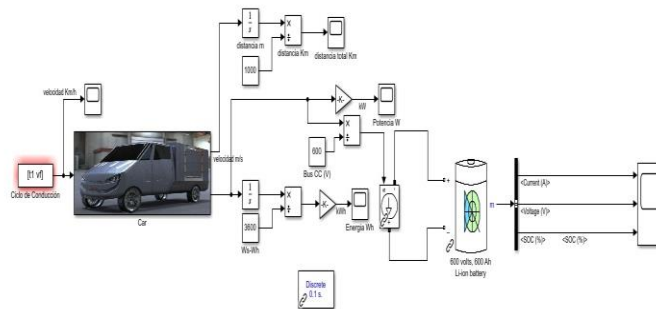 1
s
distancia m
×
÷
distancia Km
distancia total Km
1000
velocidad Km/h
-K-
kW
Potencia W
[t1 vf]
Ciclo de Conducción
velocidad m/s
×
÷
600
Bus CC (V)
Car
1
s
×
÷
-K-
kWh
Energia Wh
3600
Ws-Wh
+
-
m
600 volts, 600 Ah
Li-ion battery
<Current (A)>
<Voltage (V)>
<SOC (%)> <SOC (%)>
Discrete
0.1 s.